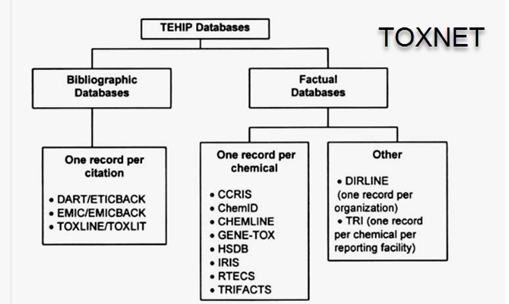 TEHIP Databases
TOXNET
Bibliographic
Databases
Factual
Databases
One record per
citation
• DART/ETICBACK
• EMIC/EMICBACK
• TOXLINE/TOXLIT
One record per
chemical
• CCRIS
• ChemID
• CHEMLINE
• GENE-TOX
• HSDB
• IRIS
• RTECS
• TRIFACTS
Other
• DIRLINE
(one record per
organization)
• TRI (one record
per chemical per
reporting facility)